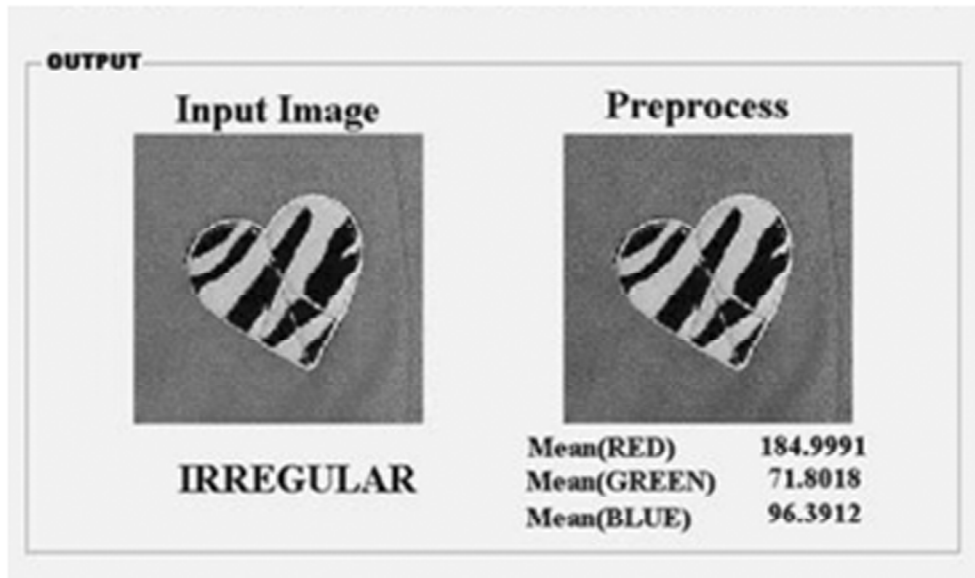 OUTPUT
Input Image
Preprocess
IRREGULAR
Mean(RED) 184.9991
Mean(GREEN) 71.8018
Mean(BLUE) 96.3912